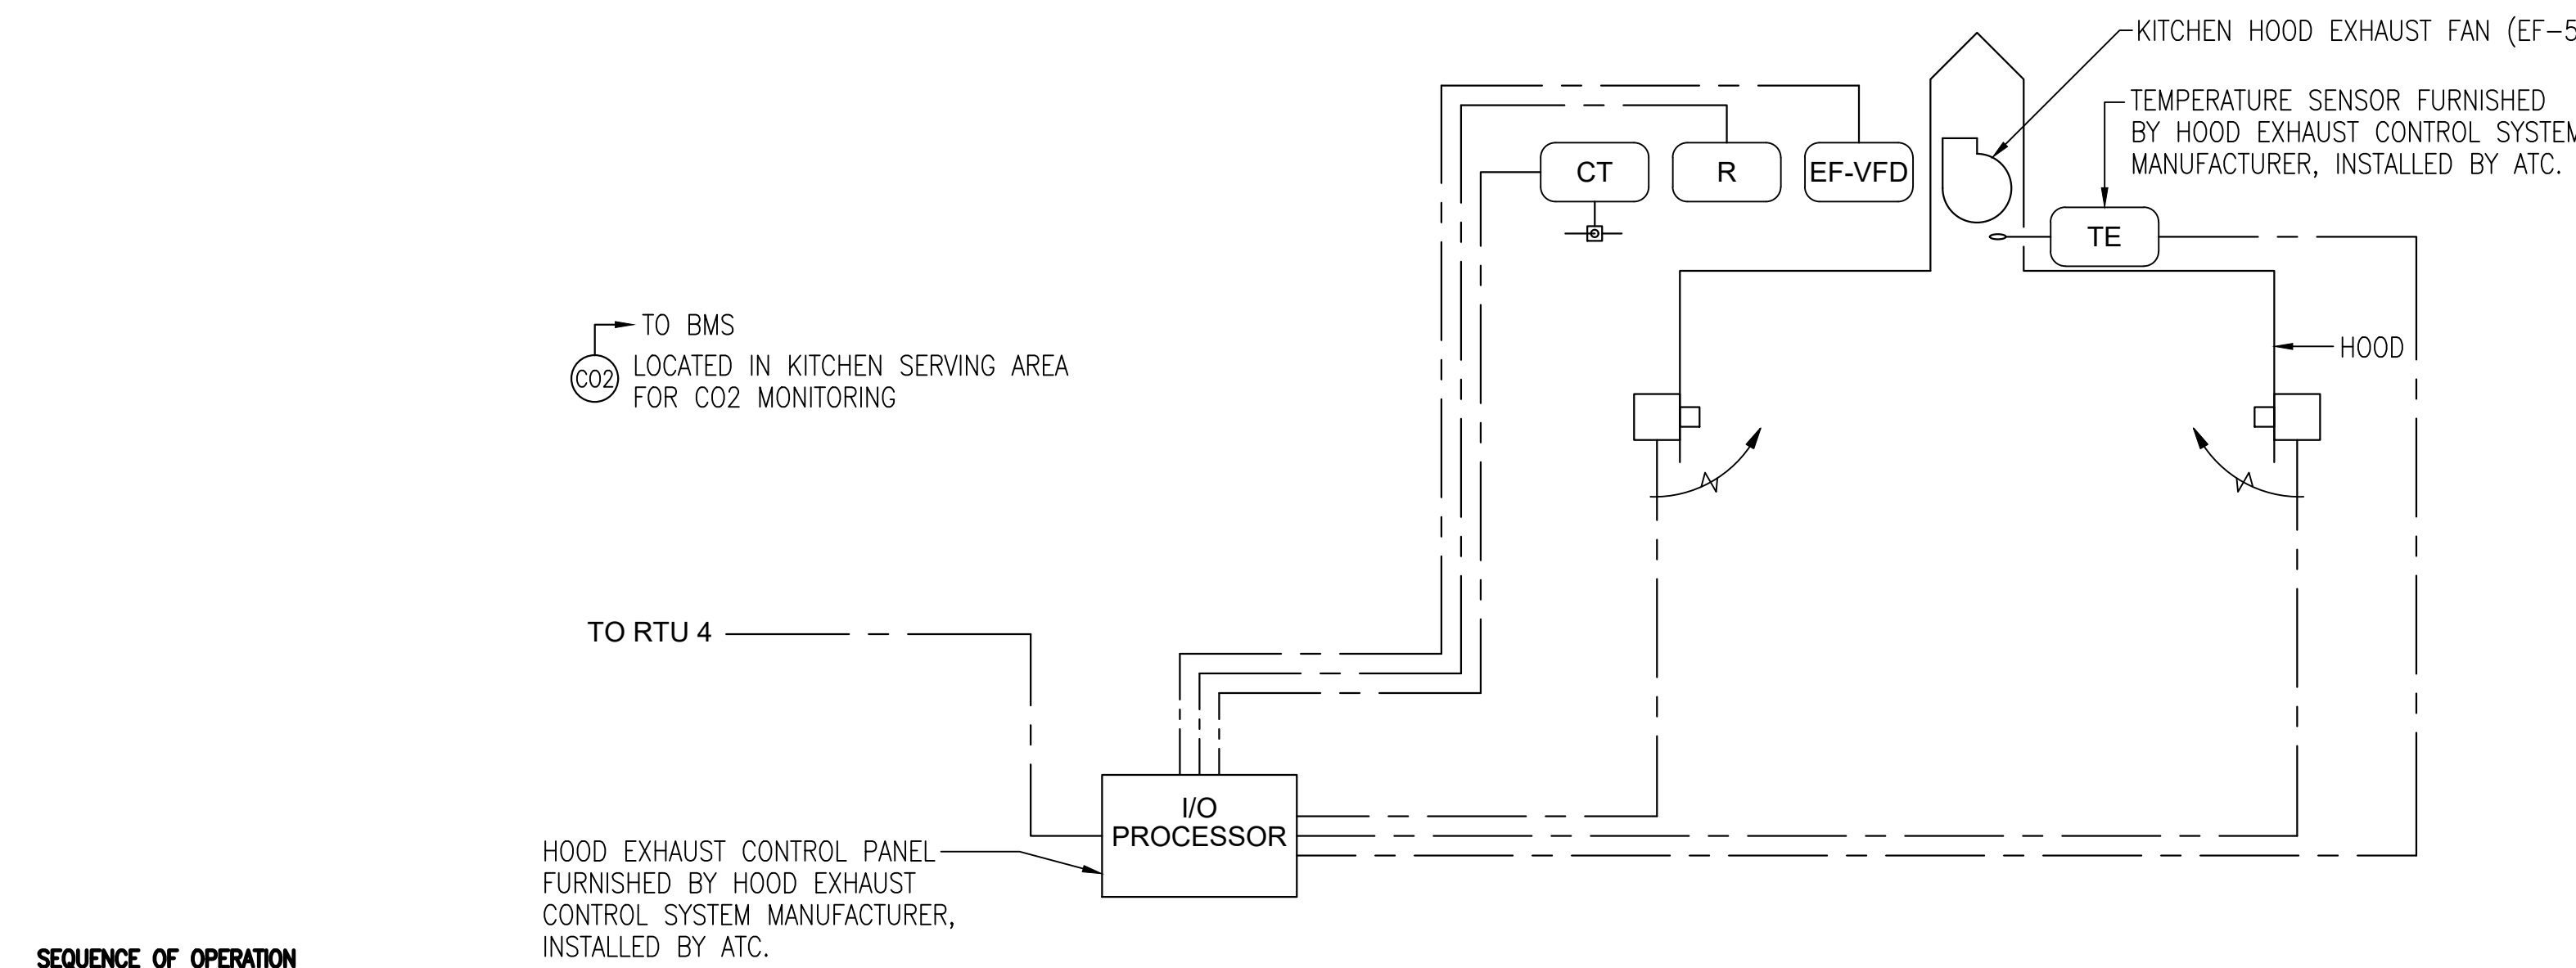 KITCHEN HOOD EXHAUST FAN (EF-5
TEMPERATURE SENSOR FURNISHED
BY HOOD EXHAUST CONTROL SYSTEM
MANUFACTURER, INSTALLED BY ATC.
CT
R
EF-VFD
TE
HOOD
TO BMS
CO2
LOCATED IN KITCHEN SERVING AREA
FOR CO2 MONITORING
TO RTU 4
I/O
PROCESSOR
HOOD EXHAUST CONTROL PANEL
FURNISHED BY HOOD EXHAUST
CONTROL SYSTEM MANUFACTURER,
INSTALLED BY ATC.
SEQUENCE OF OPERATION